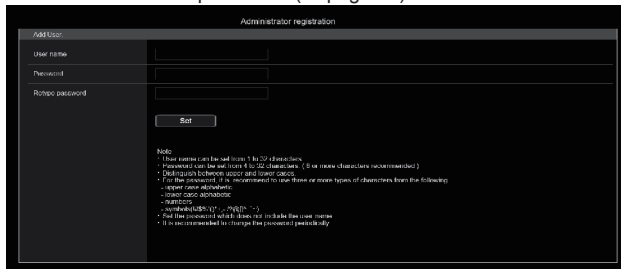 Administrator registration
Add User.
User name
Password
Retype password
Set
Note
・User name can be set from 1 to 32 characters
・Password can be set from 4 to 32 characters. ( 8 or more characters recommended )
・Distinguish between upper and lower cases.
・For the password, it is recommend to use three or more types of characters from the following
- upper case alphabetic
- lower case alphabetic
- numbers
- symbols
・Set the password which does not include the user name
・It is recommended to change the password periodically